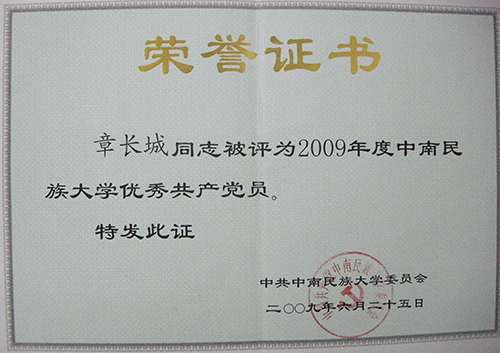 荣誉证书
章长城同志被评为2009年度中南民
族大学优秀共产党员。
特发此证
中共中南民族大学委员会
二〇〇九年六月二十五日